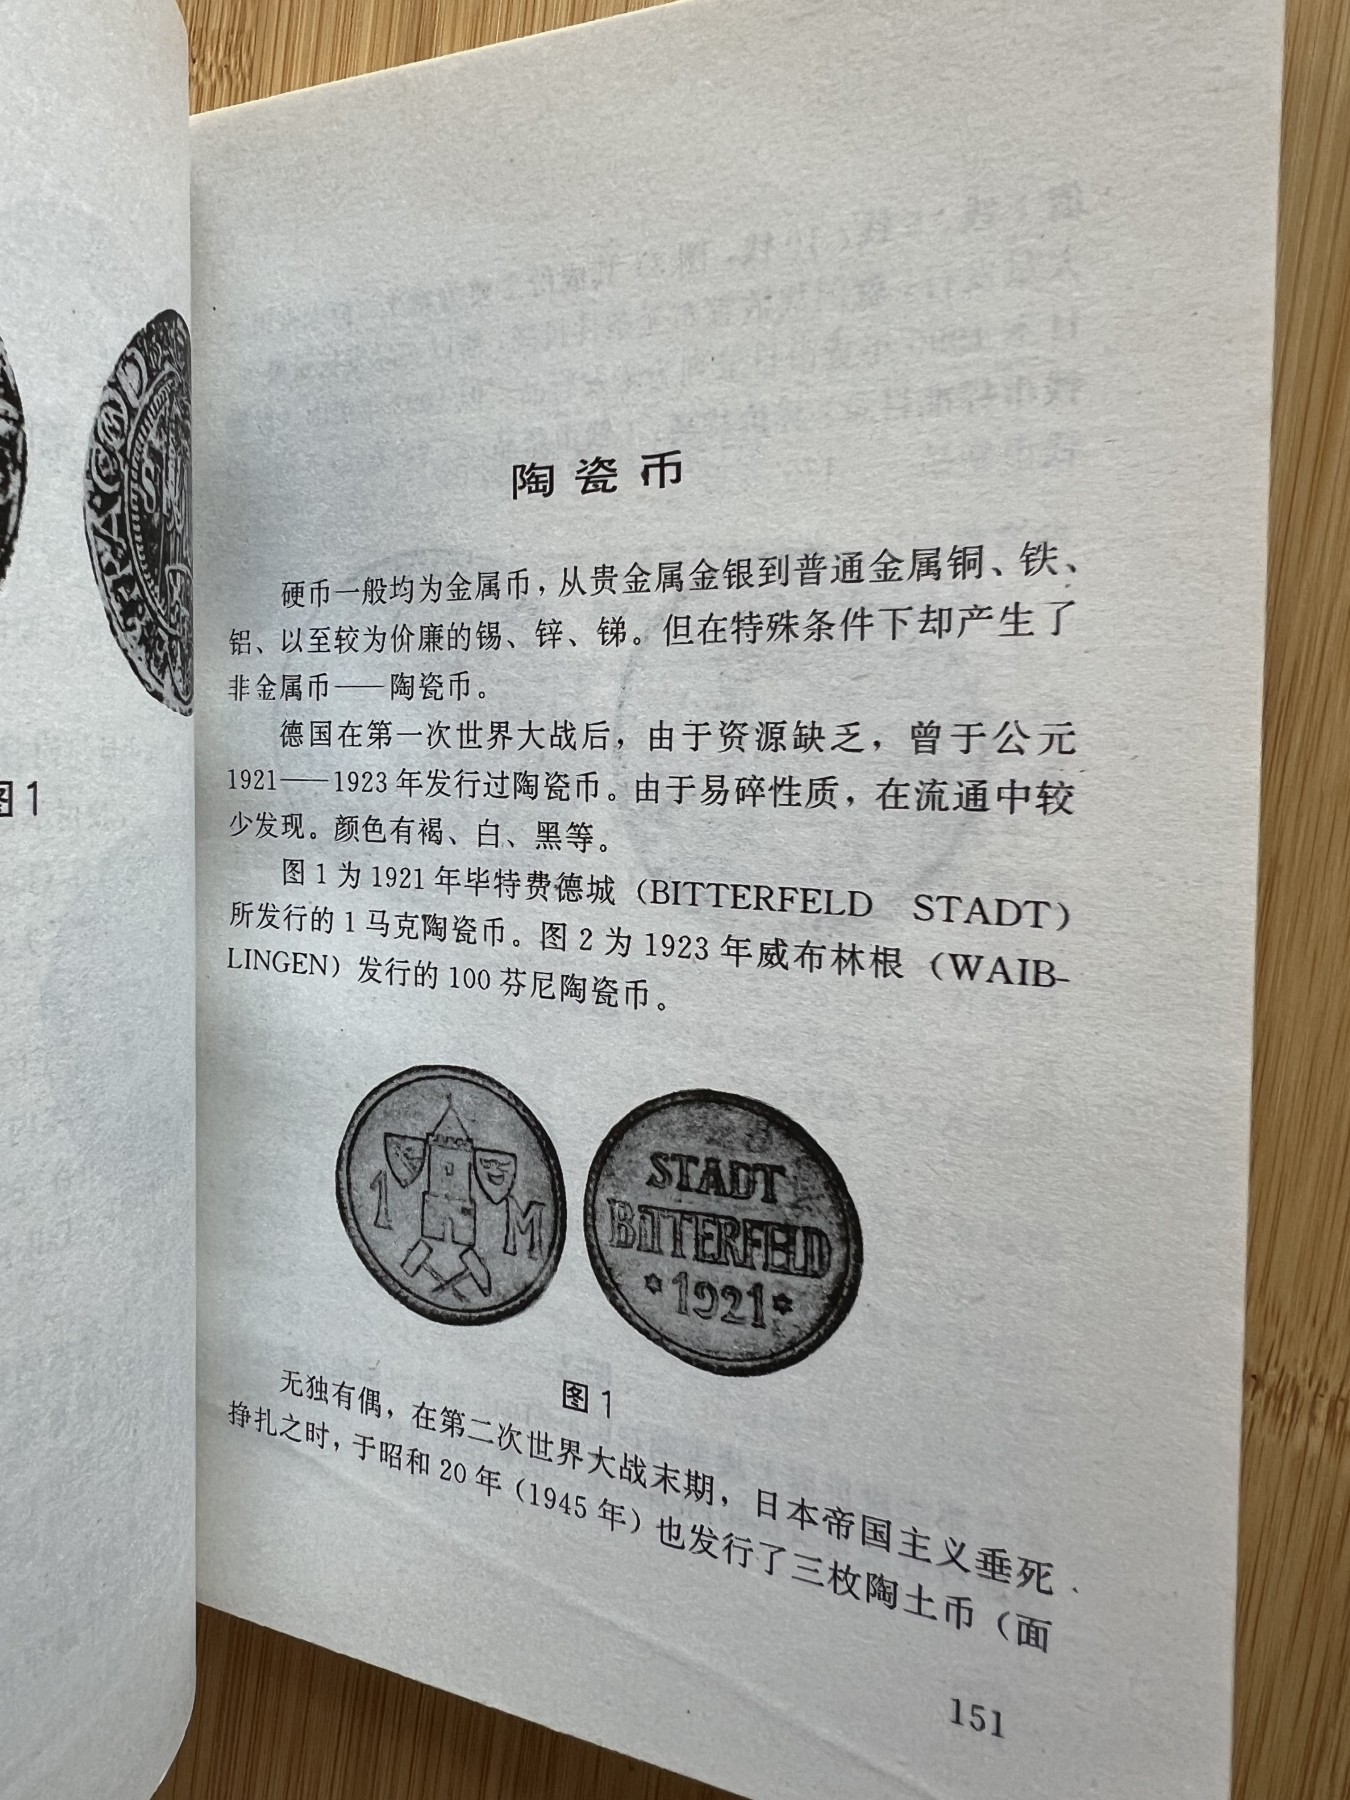 图1
陶瓷币
硬币一般均为金属币，从贵金属金银到普通金属铜、铁、
铝、以至较为价廉的锡、锌、锑。但在特殊条件下却产生了
非金属币——陶瓷币。
德国在第一次世界大战后，由于资源缺乏，曾于公元
1921——1923年发行过陶瓷币。由于易碎性质，在流通中较
少发现。颜色有褐、白、黑等。
图1为1921年毕特费德城（BITTERFELD STADT）
所发行的1马克陶瓷币。图2为1923年威布林根（WAIB-
LINGEN）发行的100芬尼陶瓷币。
1 M
STADT
BITTERFELD
1921
图1
无独有偶，在第二次世界大战末期，日本帝国主义垂死
挣扎之时，于昭和20年（1945年）也发行了三枚陶土币（面
151